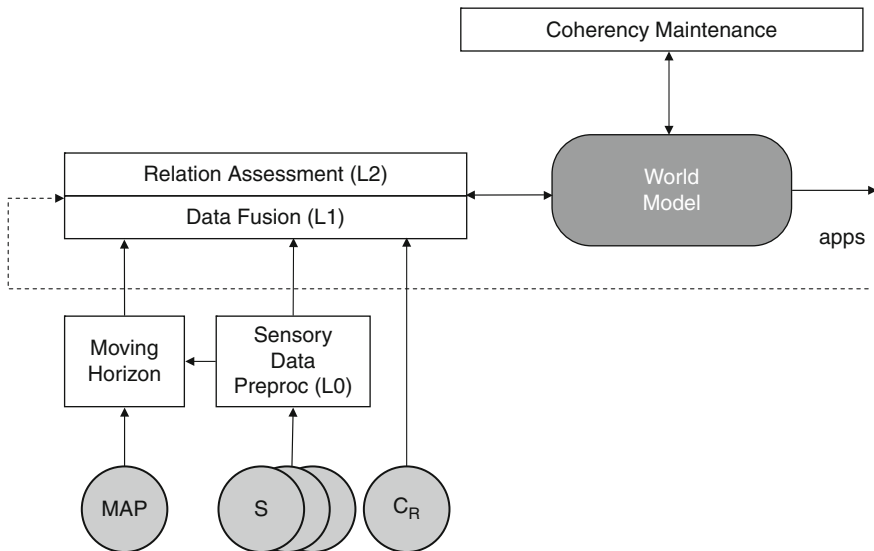 Coherency Maintenance
Relation Assessment (L2)
Data Fusion (L1)
World
Model
apps
Moving
Horizon
Sensory
Data
Preproc (L0)
MAP
S
C_R